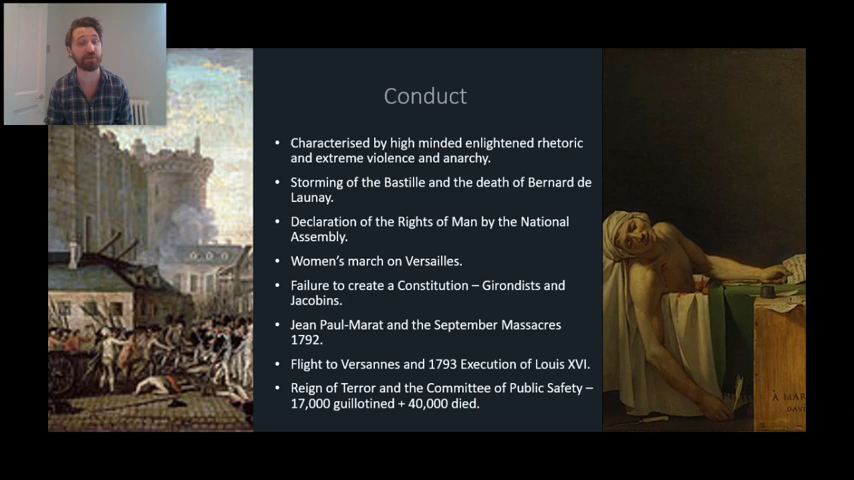 Conduct
• Characterised by high minded enlightened rhetoric
and extreme violence and anarchy.
• Storming of the Bastille and the death of Bernard de
Launay.
• Declaration of the Rights of Man by the National
Assembly.
• Women's march on Versailles.
• Failure to create a Constitution – Girondists and
Jacobins.
• Jean Paul-Marat and the September Massacres
1792.
• Flight to Versannes and 1793 Execution of Louis XVI.
• Reign of Terror and the Committee of Public Safety –
17,000 guillotined + 40,000 died.
À MAR
DAV